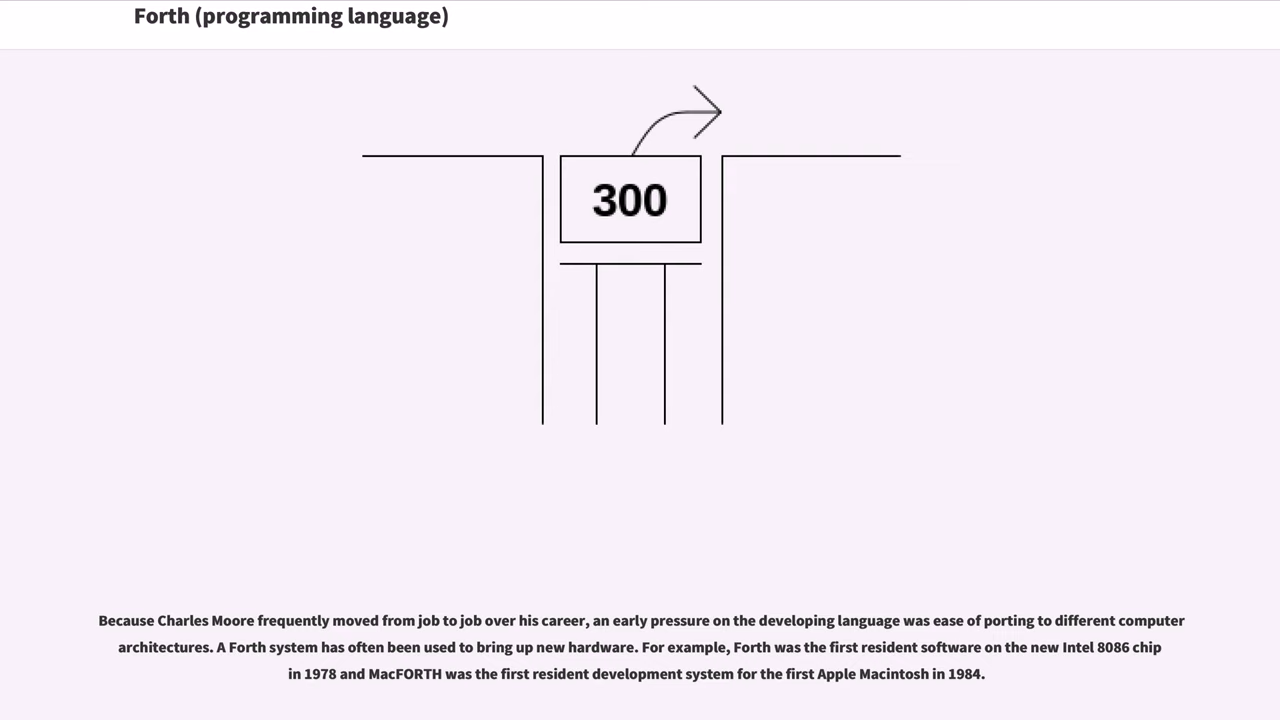 Forth (programming language)
300
Because Charles Moore frequently moved from job to job over his career, an early pressure on the developing language was ease of porting to different computer
architectures. A Forth system has often been used to bring up new hardware. For example, Forth was the first resident software on the new Intel 8086 chip
in 1978 and MacFORTH was the first resident development system for the first Apple Macintosh in 1984.